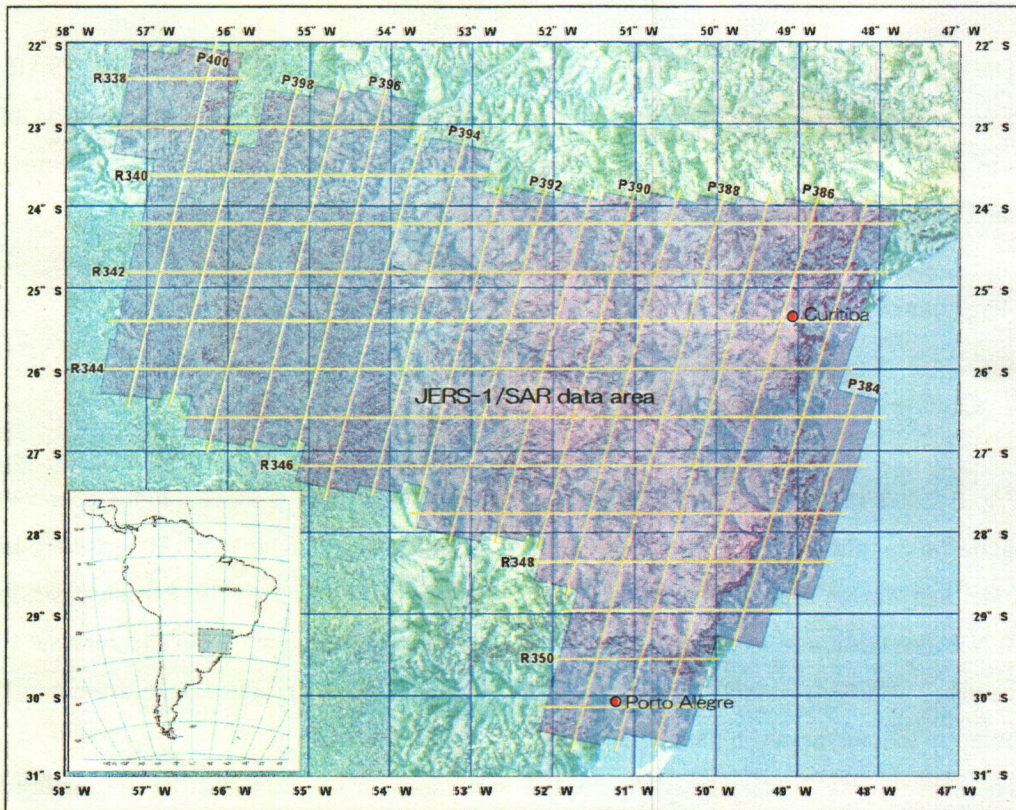 58° W 57° W 56° W 55° W 54° W 53° W 52° W 51° W 50° W 49° W 48° W 47° W
22° S 22° S
P400
R338
P398
P396
23° S 23° S
P394
R340
P392
P390
P388
P386
24° S 24° S
R342
25° S 25° S
Curitiba
R344
26° S 26° S
P384
JERS-1/SAR data area
27° S 27° S
R346
28° S 28° S
R348
29° S 29° S
R350
30° S 30° S
Porto Alegre
31° S 31° S
58° W 57° W 56° W 55° W 54° W 53° W 52° W 51° W 50° W 49° W 48° W 47° W